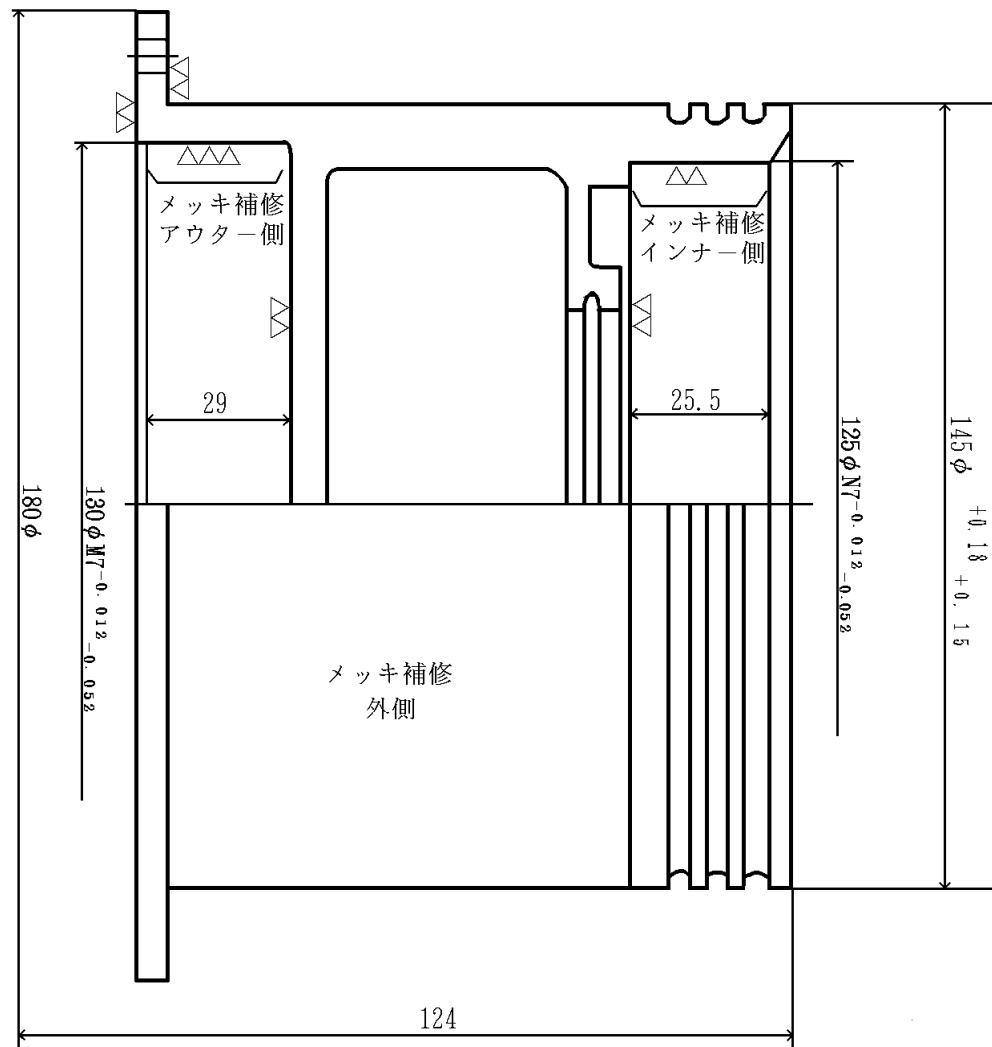 メッキ補修
アウター側
メッキ補修
インナー側
29
25.5
180φ
130φM7-0.012 -0.052
125φN7-0.012 -0.052
145φ +0.18 +0.15
メッキ補修
外側
124